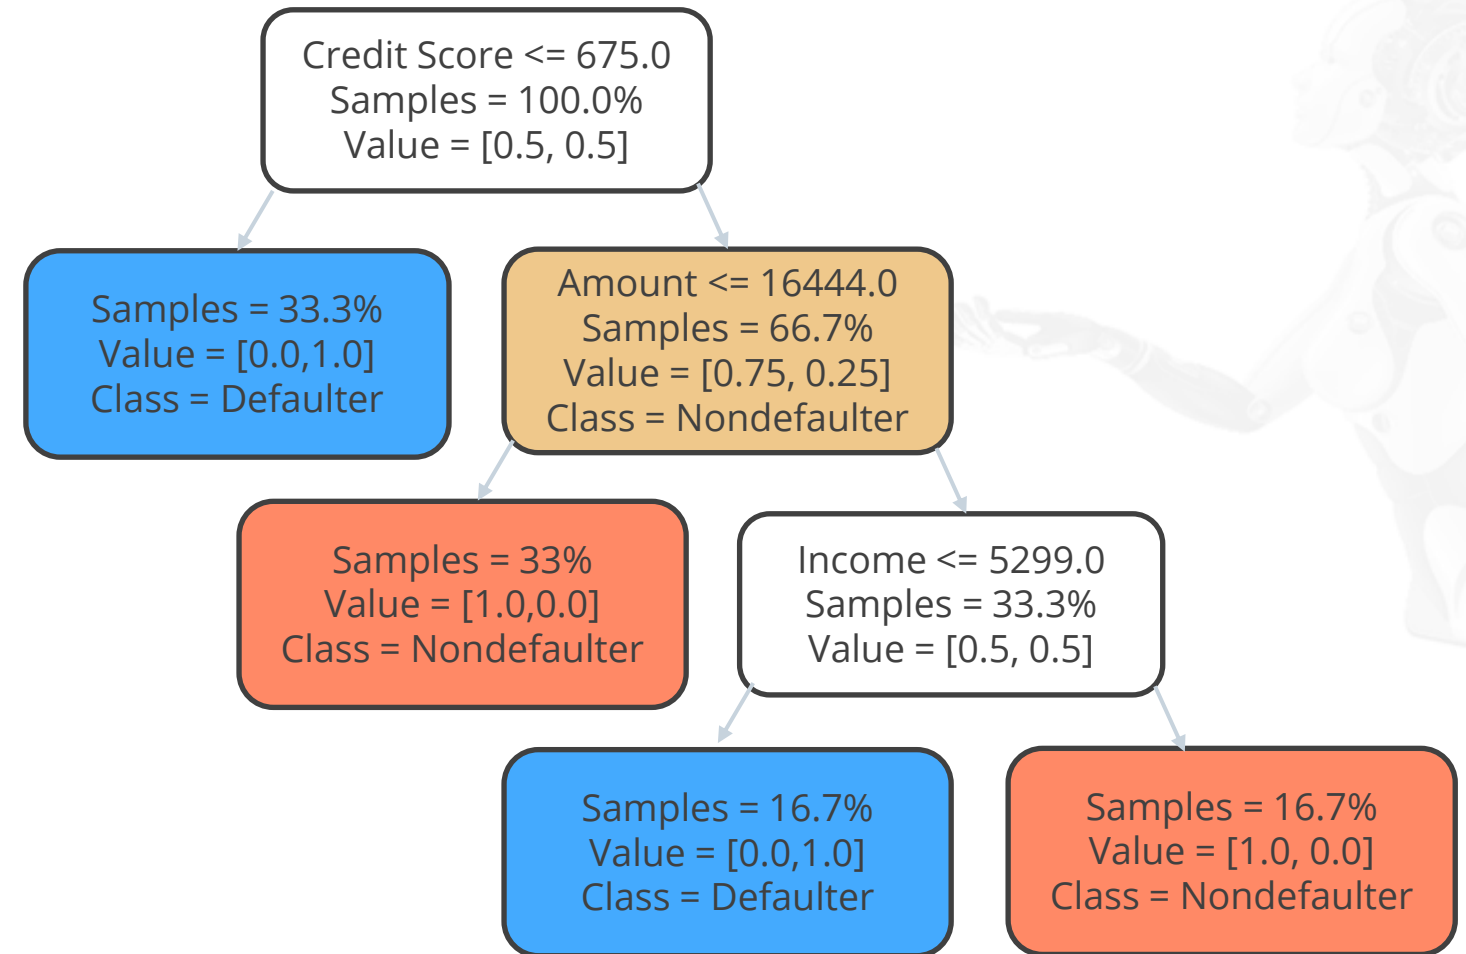 Credit Score <= 675.0
Samples = 100.0%
Value = [0.5, 0.5]
Samples = 33.3%
Value = [0.0,1.0]
Class = Defaulter
Amount <= 16444.0
Samples = 66.7%
Value = [0.75, 0.25]
Class = Nondefaulter
Samples = 33%
Value = [1.0,0.0]
Class = Nondefaulter
Income <= 5299.0
Samples = 33.3%
Value = [0.5, 0.5]
Samples = 16.7%
Value = [0.0,1.0]
Class = Defaulter
Samples = 16.7%
Value = [1.0, 0.0]
Class = Nondefaulter